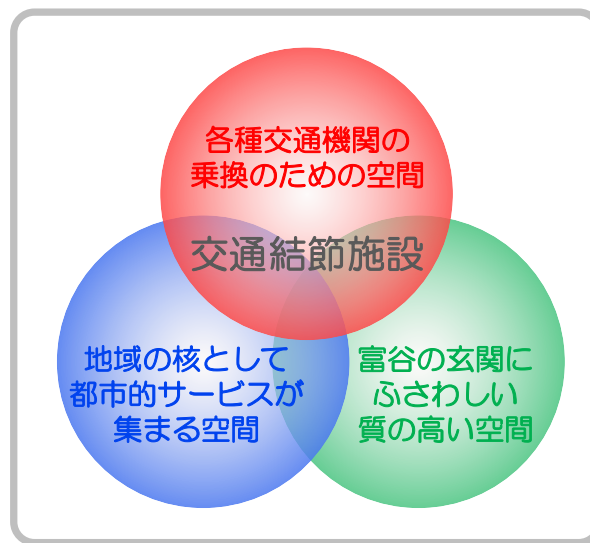 各種交通機関の
乗換のための空間
交通結節施設
地域の核として
都市的サービスが
集まる空間
富谷の玄関に
ふさわしい
質の高い空間